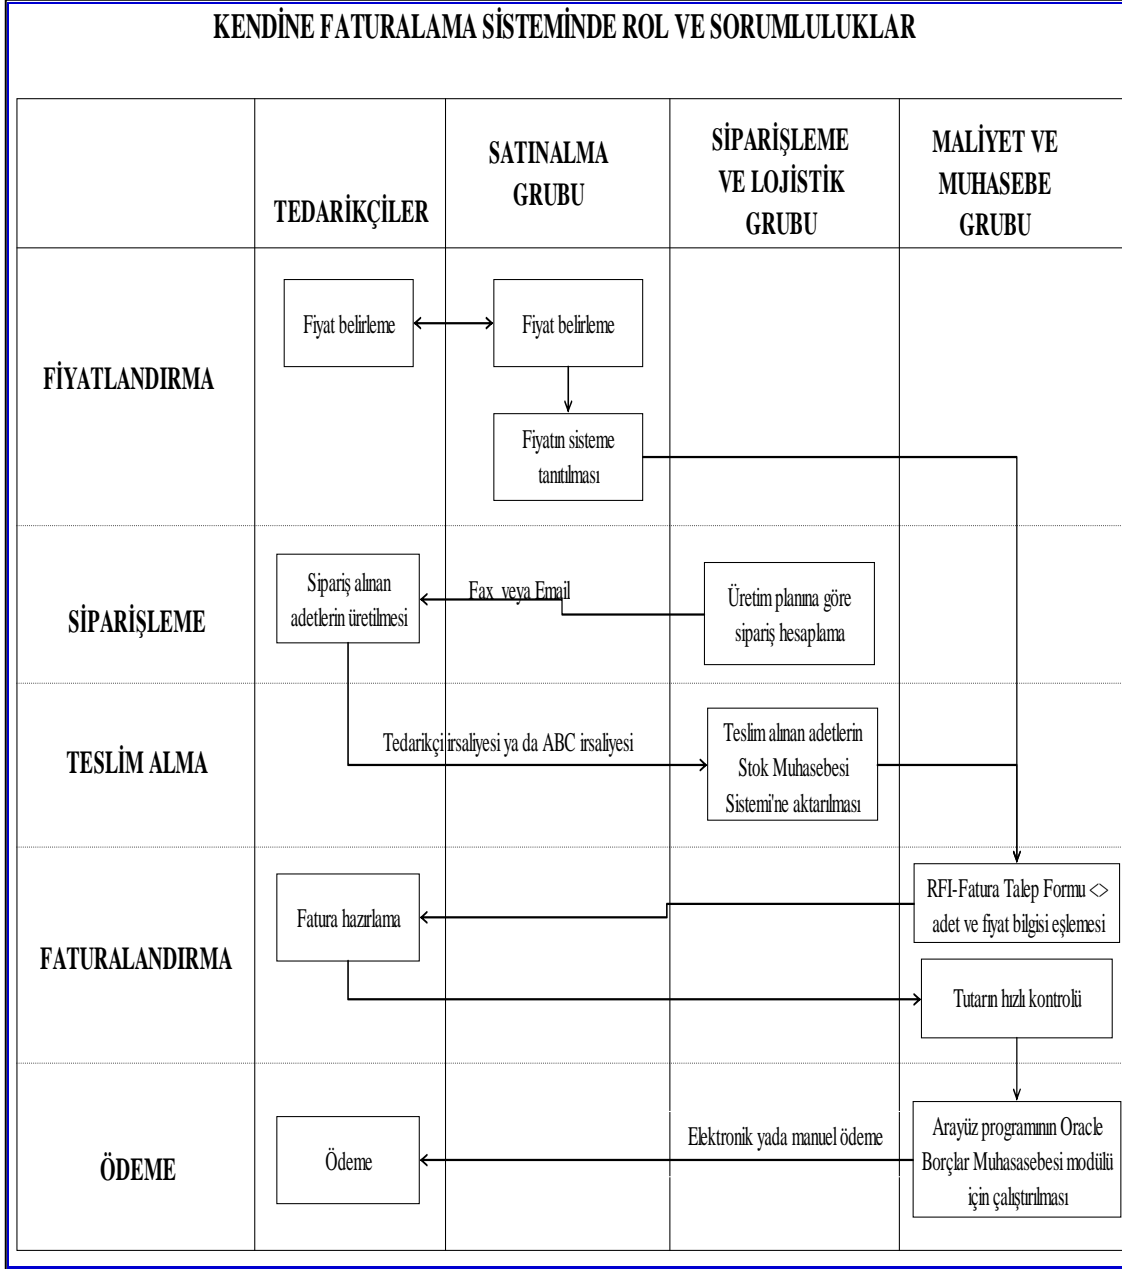 KENDİNE FATURALAMA SİSTEMİNDE ROL VE SORUMLULUKLAR
TEDARİKÇİLER
SATINALMA
GRUBU
SİPARİŞLEME
VE LOJİSTİK
GRUBU
MALİYET VE
MUHASEBE
GRUBU
FİYATLANDIRMA
Fiyat belirleme
Fiyat belirleme
Fiyatın sisteme
tanıtılması
SİPARİŞLEME
Sipariş alınan
adetlerin üretilmesi
Fax veya Email
Üretim planına göre
sipariş hesaplama
TESLİM ALMA
Tedarikçi irsaliyesi ya da ABC irsaliyesi
Teslim alınan adetlerin
Stok Muhasebesi
Sistemi'ne aktarılması
FATURALANDIRMA
Fatura hazırlama
RFI-Fatura Talep Formu <>
adet ve fiyat bilgisi eşlemesi
Tutarın hızlı kontrolü
ÖDEME
Ödeme
Elektronik yada manuel ödeme
Arayüz programının Oracle
Borçlar Muhasasebesi modülü
için çalıştırılması